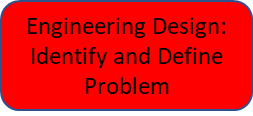 Engineering Design:
Identify and Define
Problem